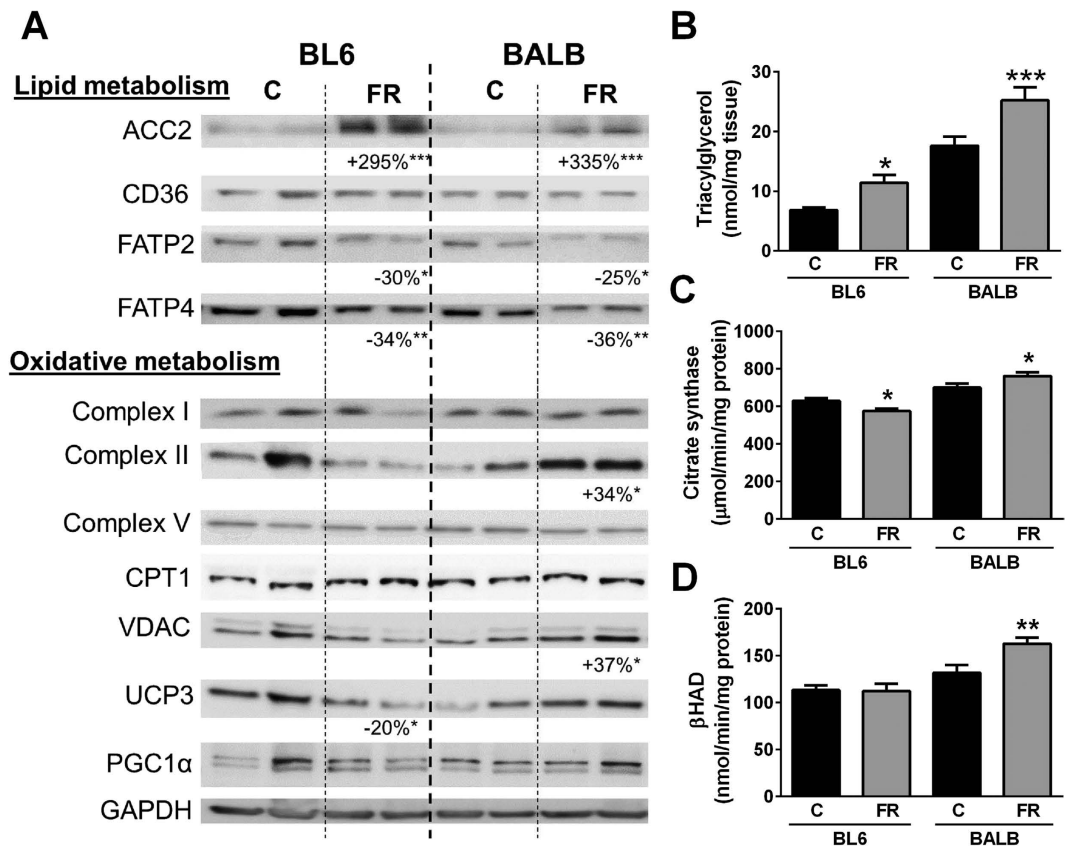 A
BL6 BALB
Lipid metabolism
C FR C FR
ACC2
+295%*** +335%***
CD36
FATP2
-30%* -25%*
FATP4
-34%** -36%**
Oxidative metabolism
Complex I
Complex II
+34%*
Complex V
CPT1
VDAC
+37%*
UCP3
-20%*
PGC1α
GAPDH
B
Triacylglycerol
(nmol/mg tissue)
30
20
10
0
* ***
C FR C FR
BL6 BALB
C
Citrate synthase
(µmol/min/mg protein)
1000
800
600
400
200
0
* *
C FR C FR
BL6 BALB
D
βHAD
(nmol/min/mg protein)
200
150
100
50
0
**
C FR C FR
BL6 BALB